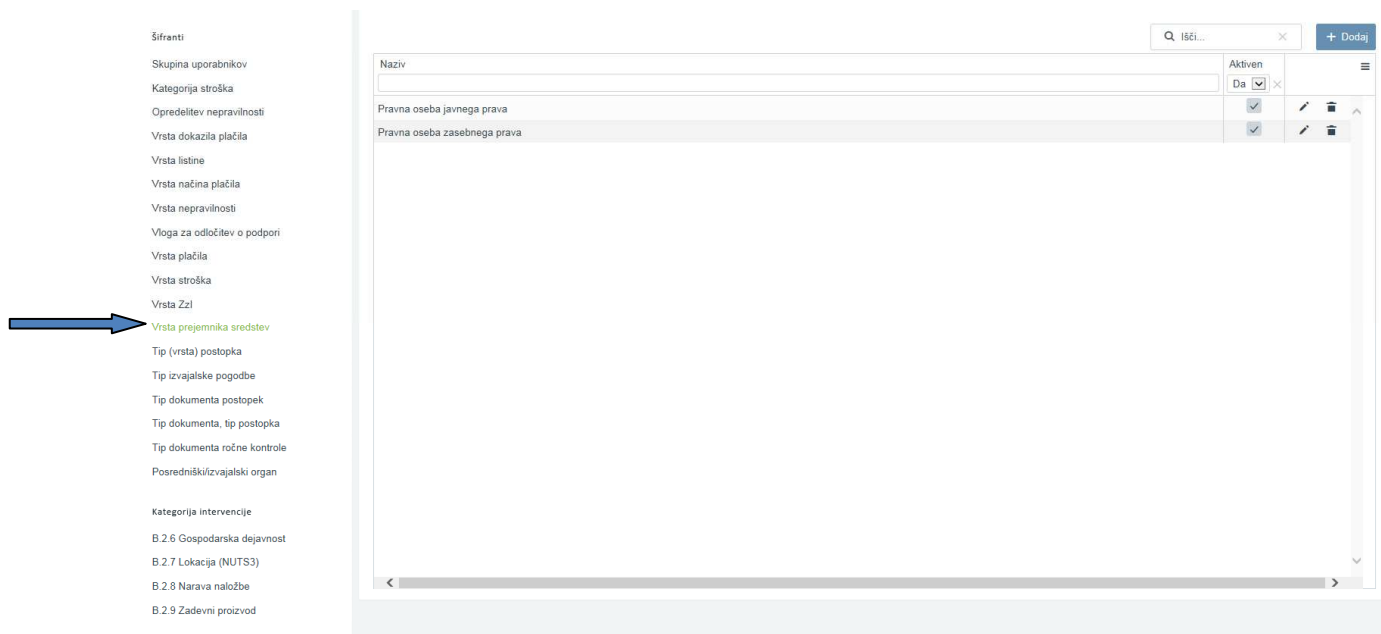 Šifranti
Skupina uporabnikov
Kategorija stroška
Opredelitev nepravilnosti
Vrsta dokazila plačila
Vrsta listine
Vrsta načina plačila
Vrsta nepravilnosti
Vloga za odločitev o podpori
Vrsta plačila
Vrsta stroška
Vrsta ZzI
Vrsta prejemnika sredstev
Tip (vrsta) postopka
Tip izvajalske pogodbe
Tip dokumenta postopek
Tip dokumenta, tip postopka
Tip dokumenta ročne kontrole
Posredniški/izvajalski organ
Kategorija intervencije
B.2.6 Gospodarska dejavnost
B.2.7 Lokacija (NUTS3)
B.2.8 Narava naložbe
B.2.9 Zadevni proizvod
Išči...
+ Dodaj
Naziv
Aktiven
Da
Pravna oseba javnega prava
Pravna oseba zasebnega prava